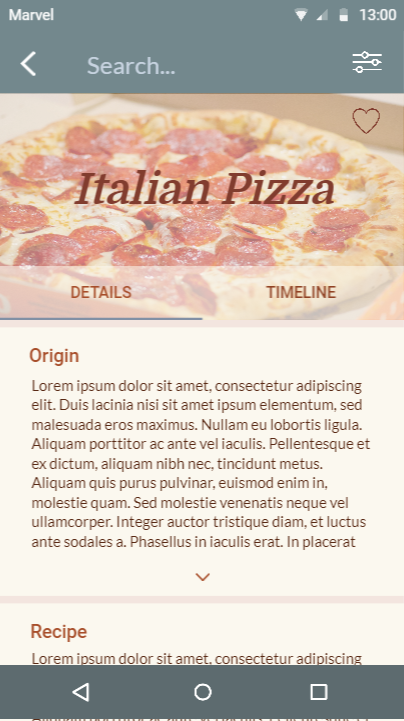 Marvel 13:00
Search...
Italian Pizza
DETAILS TIMELINE
Origin
Lorem ipsum dolor sit amet, consectetur adipiscing
elit. Duis lacinia nisi sit amet ipsum elementum, sed
malesuada eros maximus. Nullam eu lobortis ligula.
Aliquam porttitor ac ante vel iaculis. Pellentesque et
ex dictum, aliquam nibh nec, tincidunt metus.
Aliquam quis purus pulvinar, euismod enim in,
molestie quam. Sed molestie venenatis neque vel
ullamcorper. Integer auctor tristique diam, et luctus
ante sodales a. Phasellus in iaculis erat. In placerat
Recipe
Lorem ipsum dolor sit amet, consectetur adipiscing